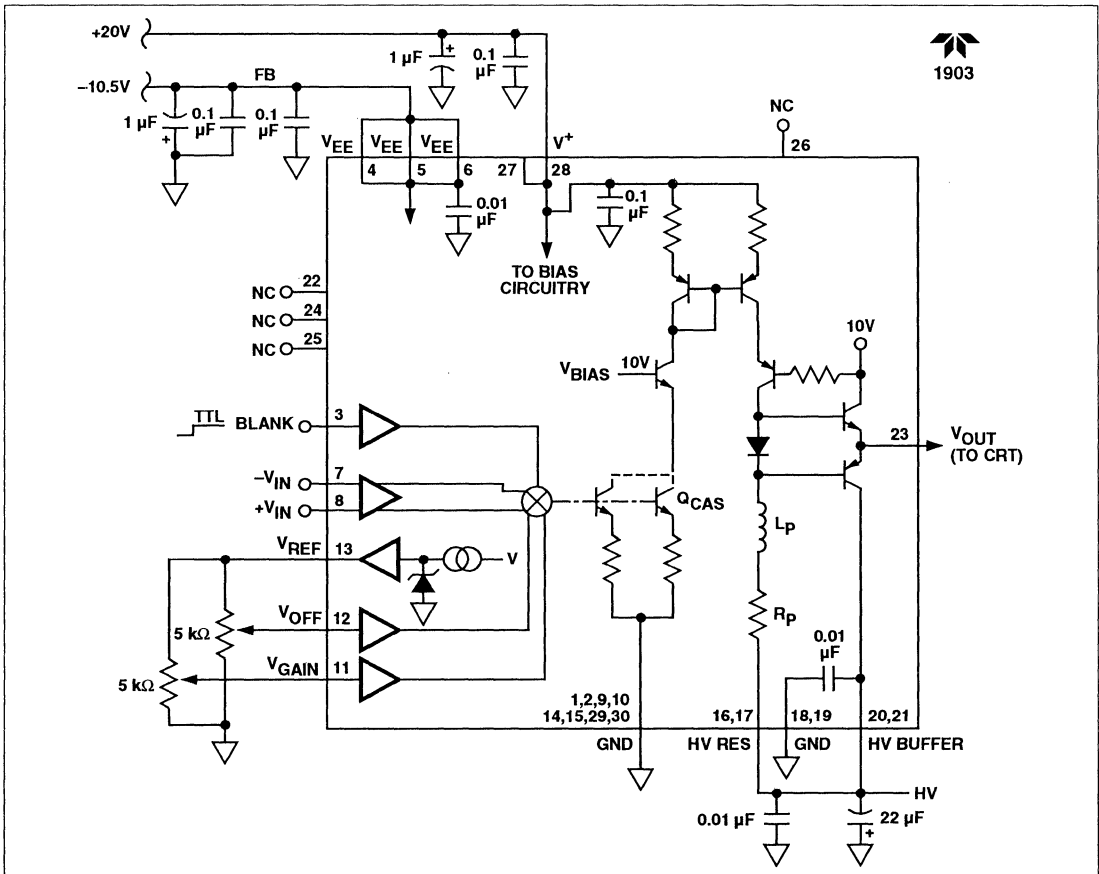 +20V
1 µF
+
0.1
µF
1903
−10.5V
FB
1 µF
+
0.1
µF
0.1
µF
NC
26
VEE
VEE
VEE
V+
4
5
6
27
28
0.01
µF
0.1
µF
TO BIAS
CIRCUITRY
NC
22
NC
24
NC
25
VBIAS
10V
10V
TTL
BLANK
3
23
VOUT
(TO CRT)
−VIN
7
+VIN
8
QCAS
LP
VREF
13
V
RP
VOFF
12
5 kΩ
0.01
µF
VGAIN
11
5 kΩ
1,2,9,10
14,15,29,30
16,17
18,19
20,21
GND
HV RES
GND
HV BUFFER
HV
0.01 µF
22 µF
+